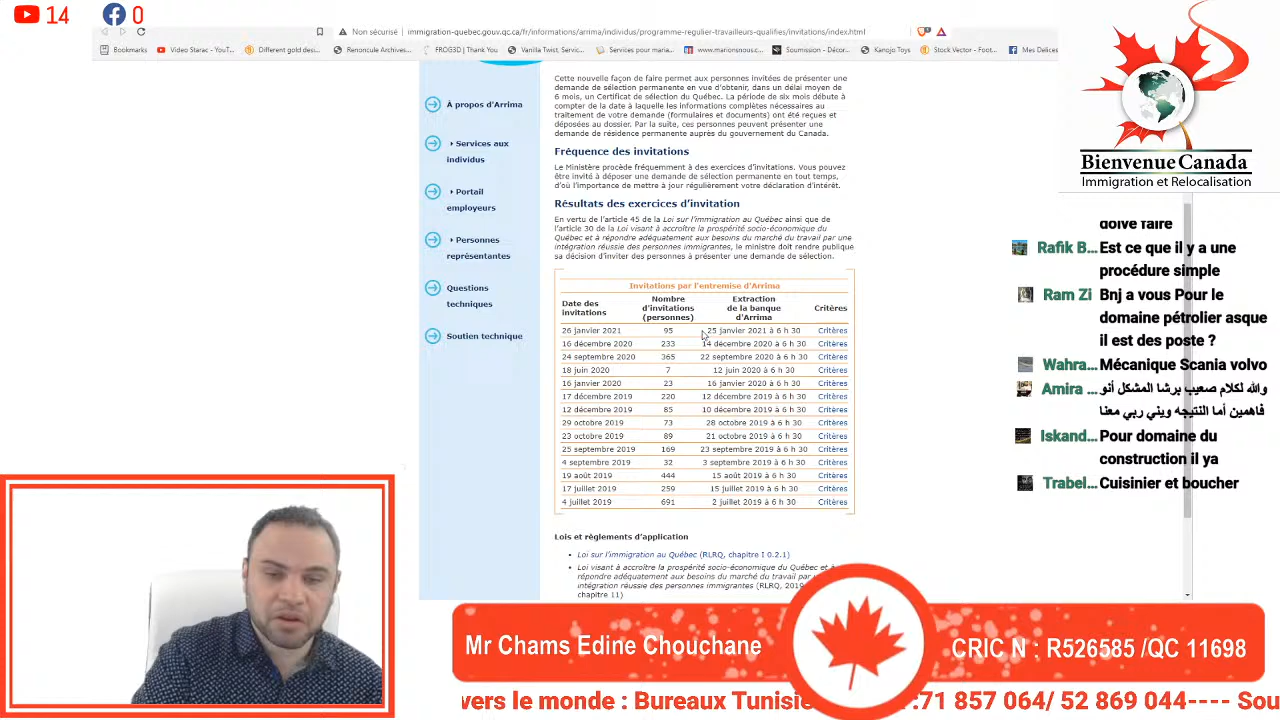 14
0
Non sécurisé
immigration-quebec.gouv.qc.ca/fr/informations/arrima/individus/programme-regulier-travailleurs-qualifies/invitations/index.html
Bookmarks
Video Starac - YouT...
Different gold desi...
Renoncule Archives...
FROG3D | Thank You
Vanilla Twist, Servic...
Services pour maria...
www.marionsnous.c...
Soumission - Décor...
Kanojo Toys
Stock Vector - Foot...
Mes Delices
À propos d'Arrima
Services aux
individus
Portail
employeurs
Personnes
représentantes
Questions
techniques
Soutien technique
Cette nouvelle façon de faire permet aux personnes invitées de présenter une
demande de sélection permanente en vue d'obtenir, dans un délai moyen de
6 mois, un Certificat de sélection du Québec. La période de six mois débute à
compter de la date à laquelle les informations complètes nécessaires au
traitement de votre demande (formulaires et documents) ont été reçues et
déposées au dossier. Par la suite, ces personnes peuvent présenter une
demande de résidence permanente auprès du gouvernement du Canada.
Fréquence des invitations
Le Ministère procède fréquemment à des exercices d'invitations. Vous pouvez
être invité à déposer une demande de sélection permanente en tout temps,
d'où l'importance de mettre à jour régulièrement votre déclaration d'intérêt.
Résultats des exercices d'invitation
En vertu de l'article 45 de la Loi sur l'immigration au Québec ainsi que de
l'article 30 de la Loi visant à accroître la prospérité socio-économique du
Québec et à répondre adéquatement aux besoins du marché du travail par une
intégration réussie des personnes immigrantes, le ministre doit rendre publique
sa décision d'inviter des personnes à présenter une demande de sélection.
Invitations par l'entremise d'Arrima
Date des invitations Nombre d'invitations (personnes) Extraction de la banque d'Arrima Critères
26 janvier 2021 95 25 janvier 2021 à 6 h 30 Critères
16 décembre 2020 233 14 décembre 2020 à 6 h 30 Critères
24 septembre 2020 365 22 septembre 2020 à 6 h 30 Critères
18 juin 2020 7 12 juin 2020 à 6 h 30 Critères
16 janvier 2020 23 16 janvier 2020 à 6 h 30 Critères
17 décembre 2019 220 12 décembre 2019 à 6 h 30 Critères
12 décembre 2019 85 10 décembre 2019 à 6 h 30 Critères
29 octobre 2019 73 28 octobre 2019 à 6 h 30 Critères
23 octobre 2019 89 21 octobre 2019 à 6 h 30 Critères
25 septembre 2019 169 23 septembre 2019 à 6 h 30 Critères
4 septembre 2019 32 3 septembre 2019 à 6 h 30 Critères
19 août 2019 444 15 août 2019 à 6 h 30 Critères
17 juillet 2019 259 15 juillet 2019 à 6 h 30 Critères
4 juillet 2019 691 2 juillet 2019 à 6 h 30 Critères
Lois et règlements d'application
Loi sur l'immigration au Québec (RLRQ, chapitre I 0.2.1)
Loi visant à accroître la prospérité socio-économique du Québec et à
répondre adéquatement aux besoins du marché du travail par
intégration réussie des personnes immigrantes (RLRQ, 2019
chapitre 11)
Bienvenue Canada
Immigration et Relocalisation
doive faire
Rafik B... Est ce que il y a une
procédure simple
Ram Zi Bnj a vous Pour le
domaine pétrolier asque
il est des poste ?
Wahra... Mécanique Scania volvo
Amira ... والله لكلام صعيب برشا المشكل أنو
فاهمين أما النتيجه ويني ربي معنا
Iskand... Pour domaine du
construction il ya
Trabel... Cuisinier et boucher
Mr Chams Edine Chouchane
CRIC N : R526585 /QC 11698
vers le monde : Bureaux Tunisie :71 857 064/ 52 869 044---- Sou